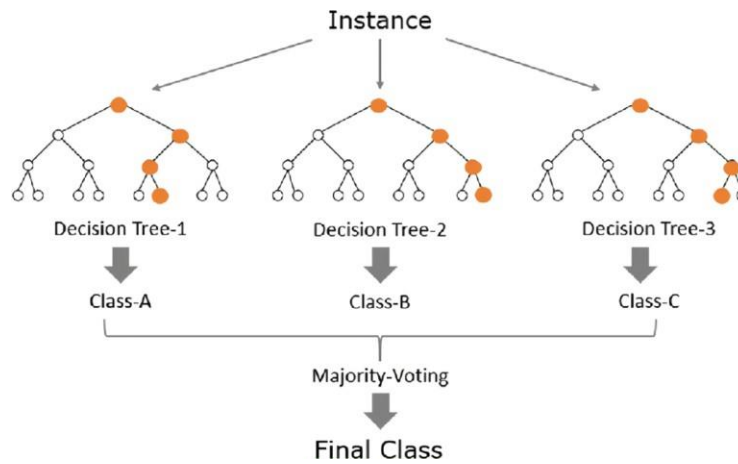 Instance
Decision Tree-1 Decision Tree-2 Decision Tree-3
Class-A Class-B Class-C
Majority-Voting
Final Class